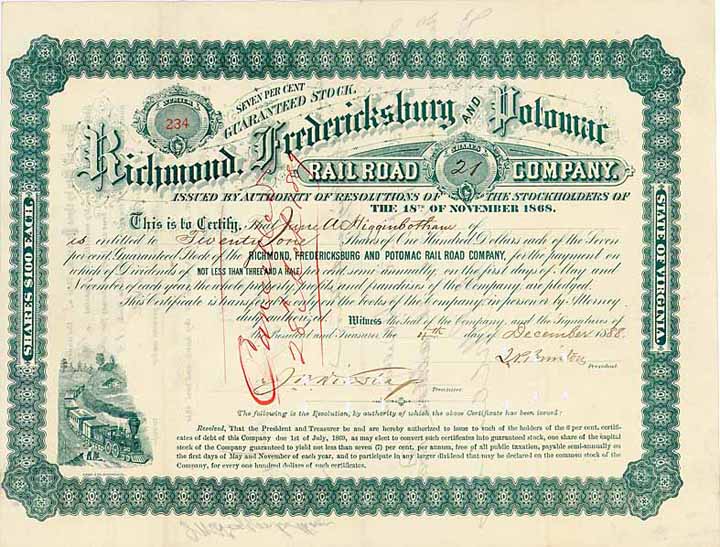 NUMBER
234
SEVEN PER CENT
GUARANTEED STOCK.
Richmond, Fredericksburg AND Potomac
RAIL ROAD
SHARES
21
COMPANY.
ISSUED BY AUTHORITY OF RESOLUTIONS OF THE STOCKHOLDERS OF
THE 18TH OF NOVEMBER 1868.
This is to Certify, That Jane A Higginbotham of
is entitled to Seventy One Shares of One Hundred Dollars each of the Seven
per cent Guaranteed Stock of the RICHMOND, FREDERICKSBURG AND POTOMAC RAIL ROAD COMPANY, for the payment on
which of Dividends of NOT LESS THAN THREE AND A HALF per cent semi annually, on the first days of May and
November of each year, the whole property, profits, and franchises of the Company, are pledged.
This Certificate is transferable only on the books of the Company, in person or by Attorney
duly authorized. Witness the seal of the Company, and the Signatures of
the President and Treasurer the 4th day of December 1888.
President.
Treasurer.
The following is the Resolution, by authority of which the above Certificate has been issued:
Resolved, That the President and Treasurer be and are hereby authorized to issue to such of the holders of the 6 per cent. certifi-
cates of debt of this Company due 1st of July, 1869, as may elect to convert such certificates into guaranteed stock, one share of the capital
stock of the Company guaranteed to yield not less than seven (7) per cent. per annum, free of all public taxation, payable semi-annually on
the first days of May and November of each year, and to participate in any larger dividend that may be declared on the common stock of the
Company, for every one hundred dollars of such certificates.
SHARES $100 EACH
STATE OF VIRGINIA